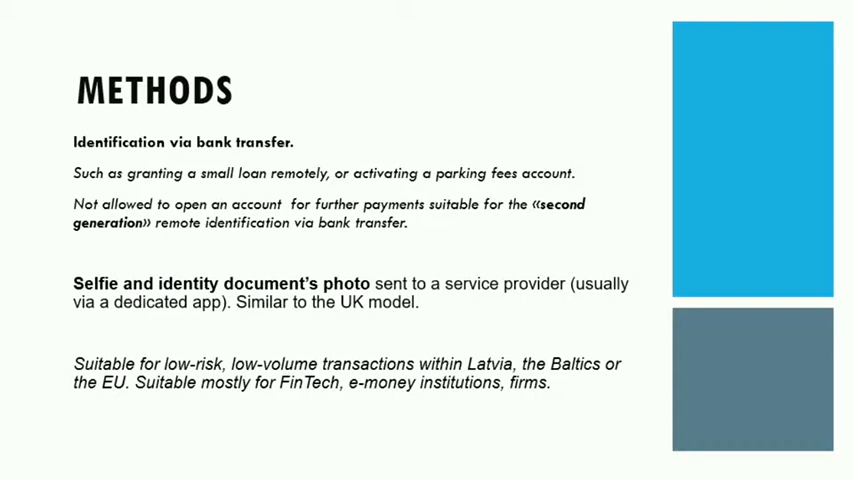 METHODS
Identification via bank transfer.
Such as granting a small loan remotely, or activating a parking fees account.
Not allowed to open an account for further payments suitable for the «second
generation» remote identification via bank transfer.
Selfie and identity document's photo sent to a service provider (usually
via a dedicated app). Similar to the UK model.
Suitable for low-risk, low-volume transactions within Latvia, the Baltics or
the EU. Suitable mostly for FinTech, e-money institutions, firms.